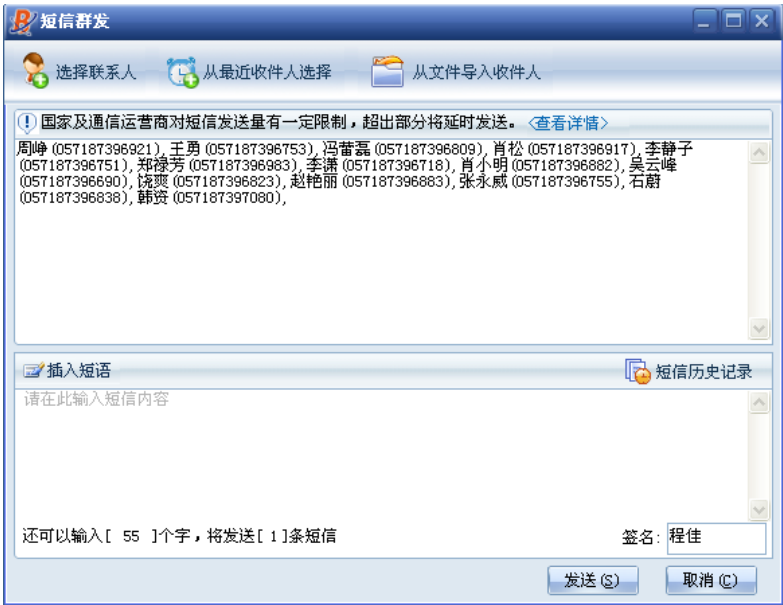 短信群发
选择联系人 从最近收件人选择 从文件导入收件人
国家及通信运营商对短信发送量有一定限制，超出部分将延时发送。<查看详情>
周峥(057187396921), 王勇(057187396753), 冯蕾磊(057187396809), 肖松(057187396917), 李静子
(057187396751), 郑禄芳(057187396983), 李潇(057187396718), 肖小明(057187396882), 吴云峰
(057187396690), 饶爽(057187396823), 赵艳丽(057187396883), 张永威(057187396755), 石蔚
(057187396838), 韩资(057187397080),
插入短语 短信历史记录
请在此输入短信内容
还可以输入[ 55 ]个字，将发送[ 1]条短信 签名: 程佳
发送(S) 取消(C)